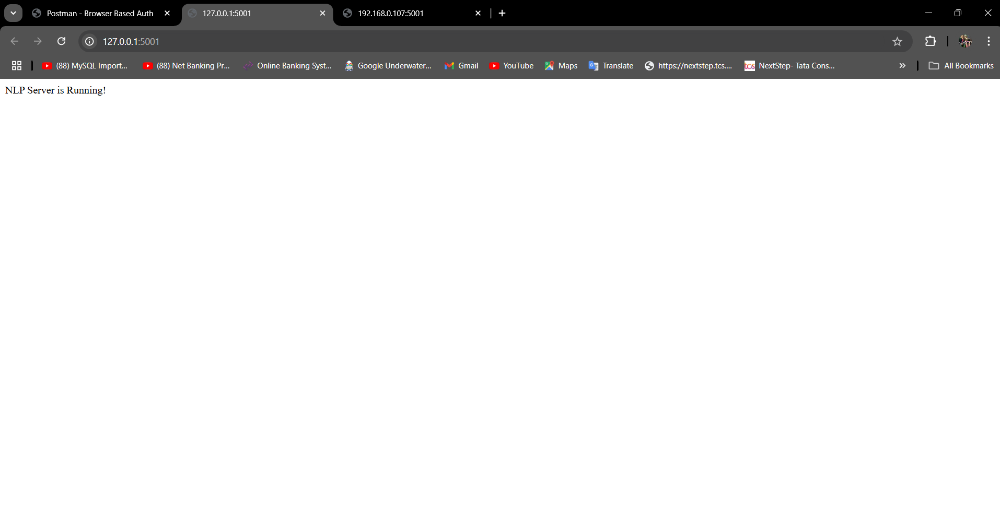 Postman - Browser Based Auth
127.0.0.1:5001
192.168.0.107:5001
127.0.0.1:5001
(88) MySQL Import...
(88) Net Banking Pr...
Online Banking Syst...
Google Underwater...
Gmail
YouTube
Maps
Translate
https://nextstep.tcs....
tcs
NextStep- Tata Cons...
All Bookmarks
NLP Server is Running!